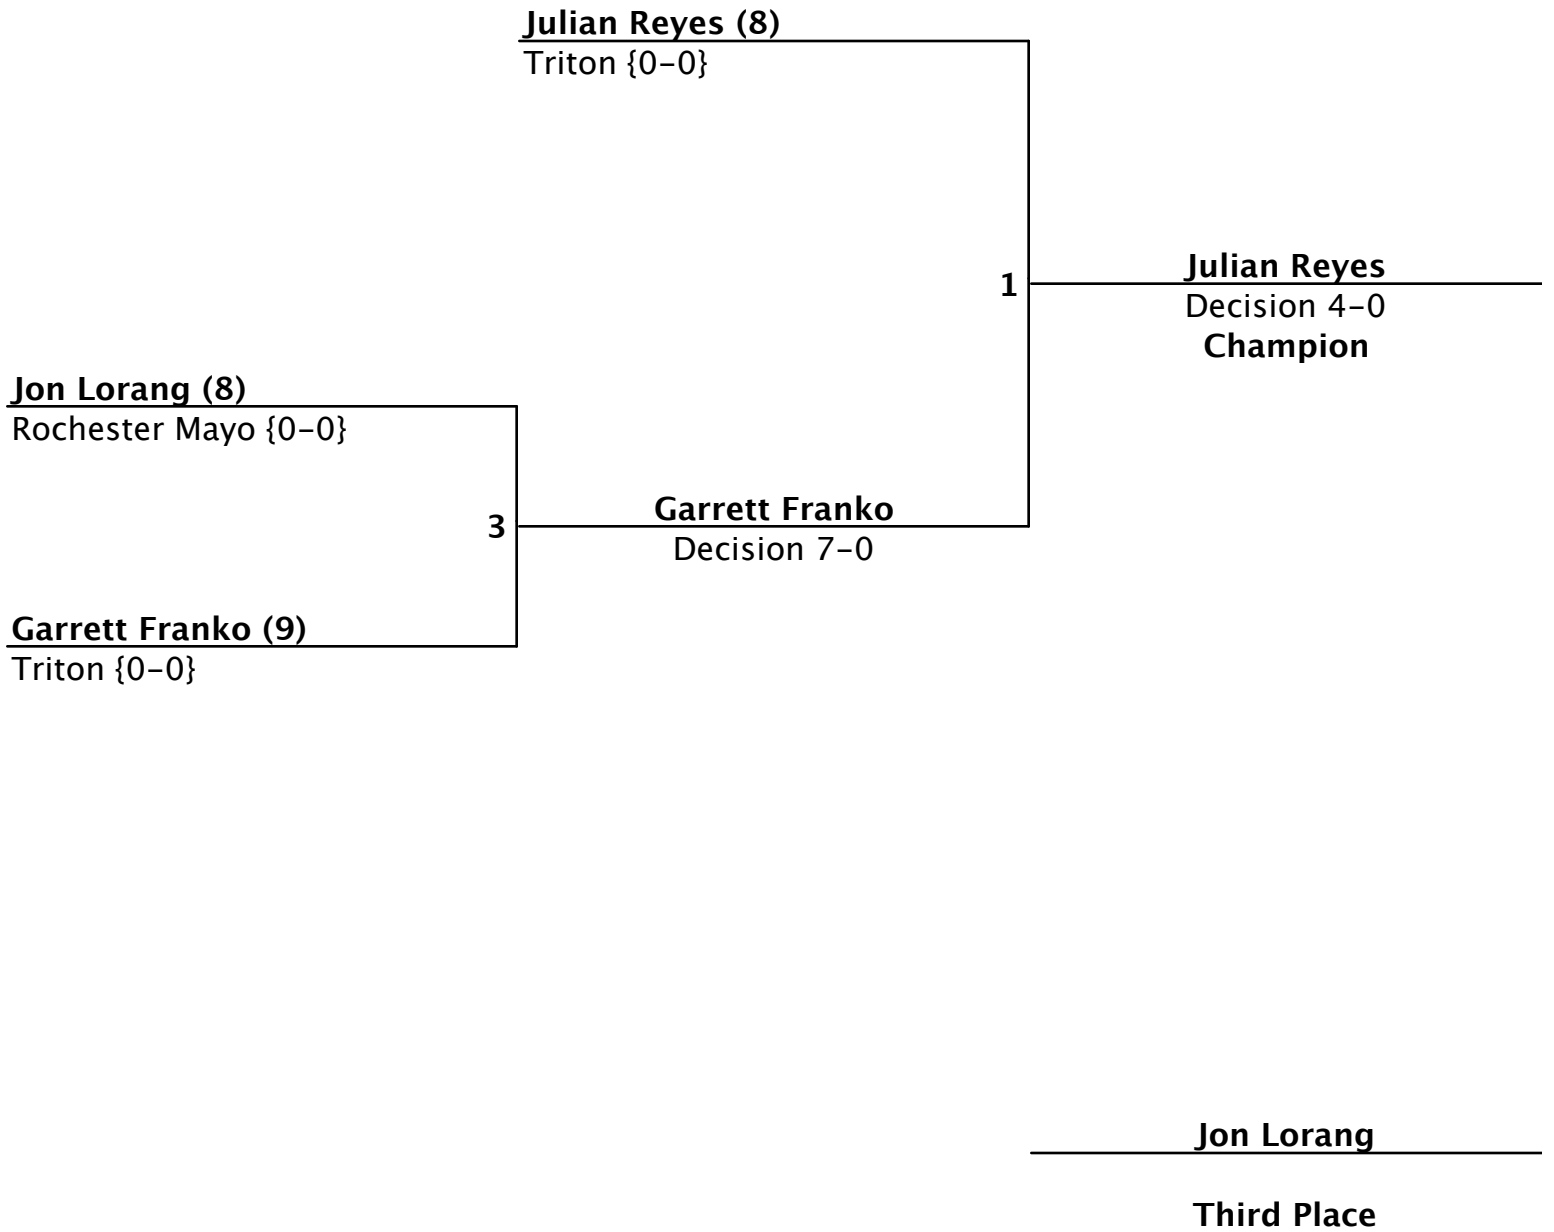 Julian Reyes (8)
Triton {0-0}
1
Julian Reyes
Decision 4-0
Champion
Jon Lorang (8)
Rochester Mayo {0-0}
3
Garrett Franko
Decision 7-0
Garrett Franko (9)
Triton {0-0}
Jon Lorang
Third Place